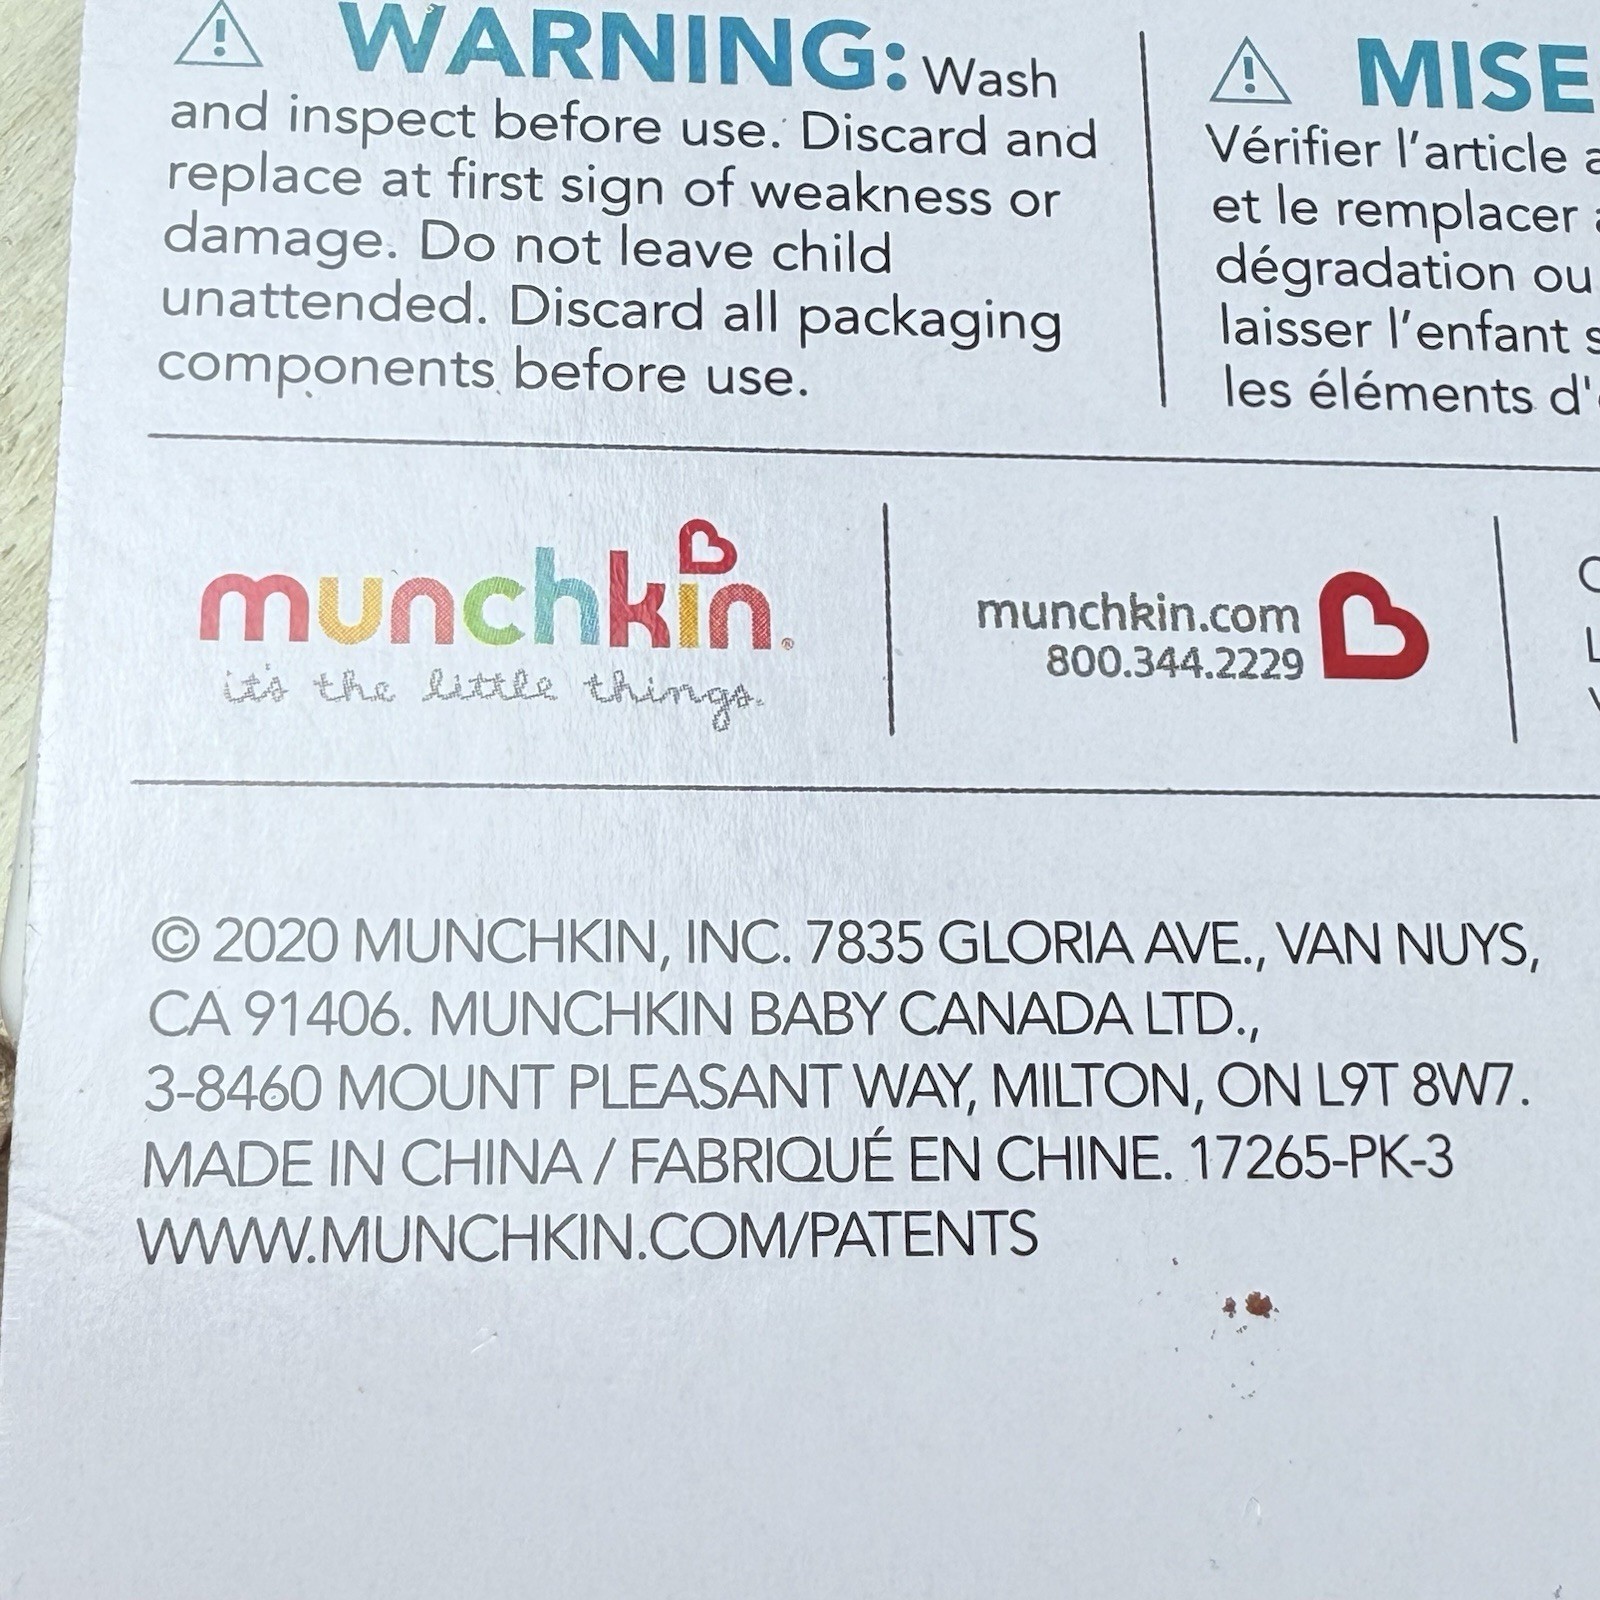 WARNING: Wash
and inspect before use. Discard and
replace at first sign of weakness or
damage. Do not leave child
unattended. Discard all packaging
components before use.
MISE
Vérifier l'article
et le remplacer
dégradation ou
laisser l'enfant
les éléments
munchkin®
it's the little things.
munchkin.com
800.344.2229
© 2020 MUNCHKIN, INC. 7835 GLORIA AVE., VAN NUYS,
CA 91406. MUNCHKIN BABY CANADA LTD.,
3-8460 MOUNT PLEASANT WAY, MILTON, ON L9T 8W7.
MADE IN CHINA / FABRIQUÉ EN CHINE. 17265-PK-3
WWW.MUNCHKIN.COM/PATENTS